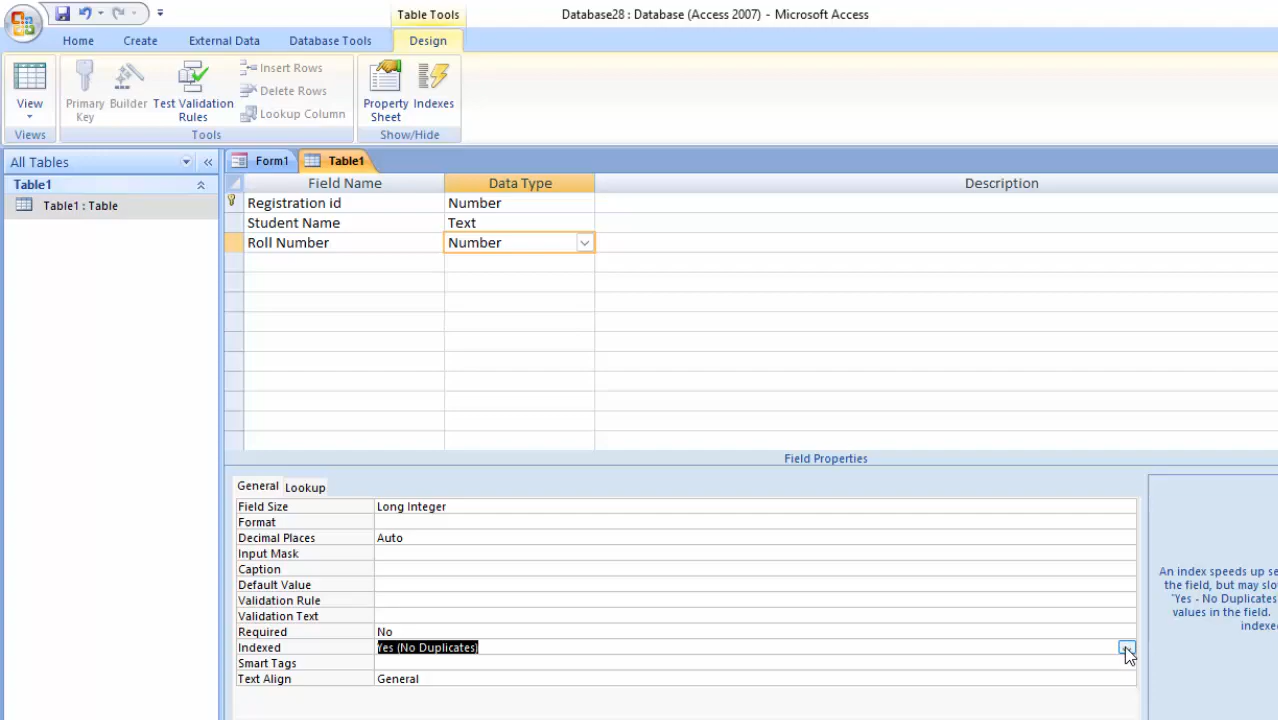 Table Tools
Database28 : Database (Access 2007) - Microsoft Access
Home
Create
External Data
Database Tools
Design
View
Primary Key
Builder
Test Validation Rules
Insert Rows
Delete Rows
Lookup Column
Property Sheet
Indexes
Views
Tools
Show/Hide
All Tables
Form1
Table1
Table1
Table1 : Table
Field Name
Data Type
Description
Registration id
Number
Student Name
Text
Roll Number
Number
Field Properties
General
Lookup
Field Size
Long Integer
Format
Decimal Places
Auto
Input Mask
Caption
Default Value
Validation Rule
Validation Text
Required
No
Indexed
Yes (No Duplicates)
Smart Tags
Text Align
General
An index speeds up se
the field, but may slo
"Yes - No Duplicates
values in the field.
indexe